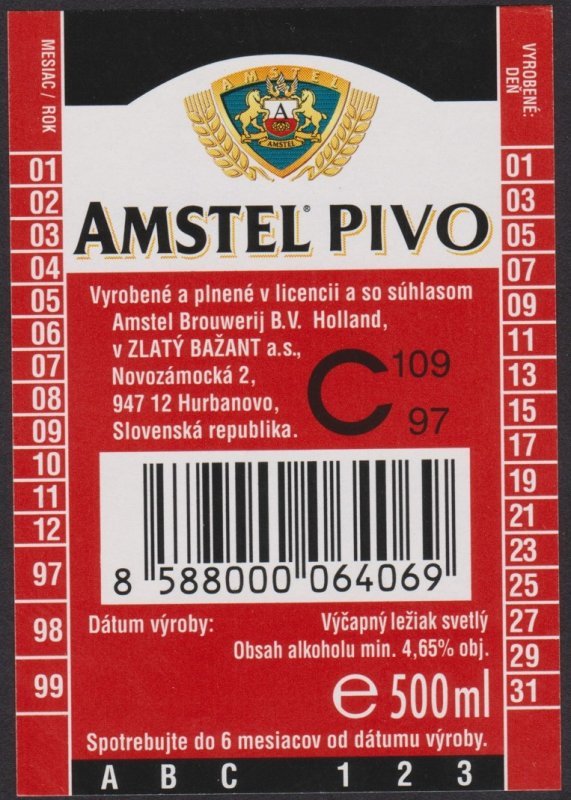 MESIAC / ROK
01
02
03
04
05
06
07
08
09
10
11
12
97
98
99
AMSTEL
A
AMSTEL
AMSTEL® PIVO
Vyrobené a plnené v licencii a so súhlasom
Amstel Brouwerij B.V. Holland,
v ZLATÝ BAŽANT a.s.,
Novozámocká 2,
947 12 Hurbanovo,
Slovenská republika.
C 109
97
8 588000 064069
Dátum výroby:
Výčapný ležiak svetlý
Obsah alkoholu min. 4,65% obj.
e 500ml
Spotrebujte do 6 mesiacov od dátumu výroby.
A B C 1 2 3
VYROBENÉ:
DEŇ
01
03
05
07
09
11
13
15
17
19
21
23
25
27
29
31